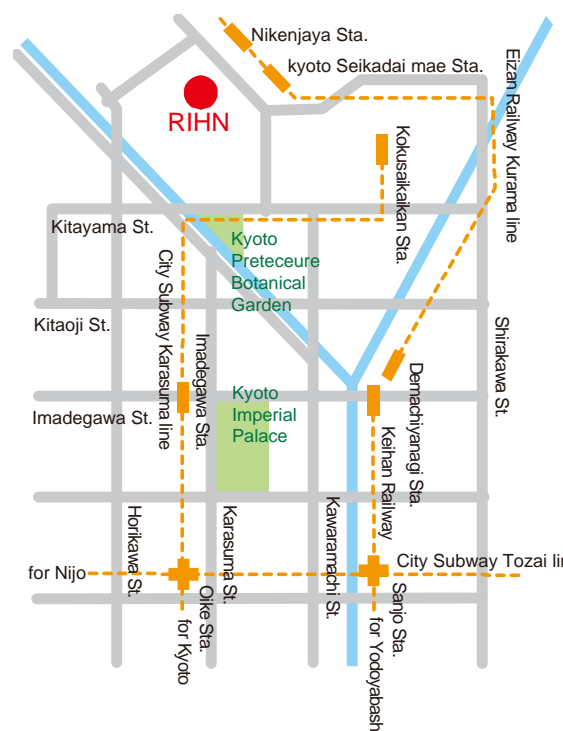 Nikenjaya Sta.
kyoto Seikadai mae Sta.
RIHN
Eizan Railway Kurama line
Kokusaikaikan Sta.
Kitayama St.
Kyoto
Preteceure
Botanical
Garden
City Subway Karasuma line
Kitaoji St.
Imadegawa Sta.
Shirakawa St.
Demachiyanagi Sta.
Kyoto
Imperial
Palace
Imadegawa St.
Keihan Railway
Horikawa St.
Karasuma St.
Kawaramachi St.
City Subway Tozai lin
for Nijo
Oike Sta.
Sanjo Sta.
for Kyoto
for Yodoyabash